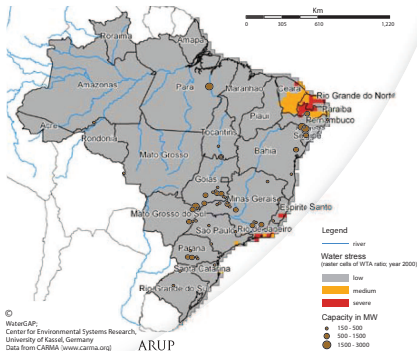 Km
0 305 610 1,220
Roraima
Amapa
Amazonas
Para
Maranhao
Ceara
Rio Grande do Norte
Paraiba
Pernambuco
Piaui
Acre
Rondonia
Tocantins
Sergipe
Mato Grosso
Bahia
Goias
Minas Gerais
Espirito Santo
Mato Grosso do Sul
Sao Paulo
Rio de Janeiro
Parana
Santa Catarina
Rio Grande do Sul
Legend
river
Water stress
(raster cells of WTA ratio; year 2000)
low
medium
severe
Capacity in MW
150 - 500
500 - 1500
1500 - 3000
©
WaterGAP;
Center for Environmental Systems Research,
University of Kassel, Germany
Data from CARMA (www.carma.org)
ARUP